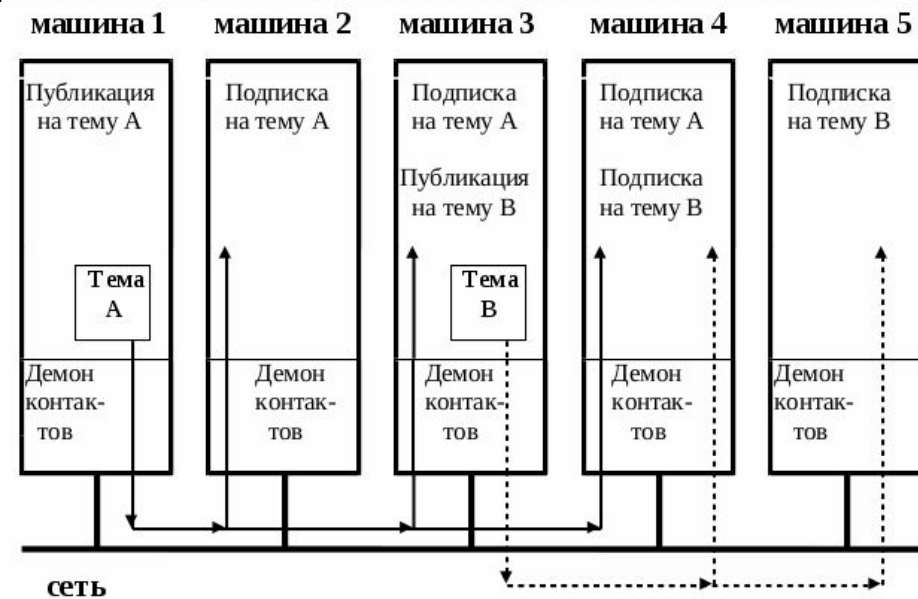 машина 1
машина 2
машина 3
машина 4
машина 5
Публикация
на тему А
Подписка
на тему А
Подписка
на тему А
Публикация
на тему В
Подписка
на тему А
Подписка
на тему В
Подписка
на тему В
Тема
А
Тема
В
Демон
контак-
тов
Демон
контак-
тов
Демон
контак-
тов
Демон
контак-
тов
Демон
контак-
тов
сеть